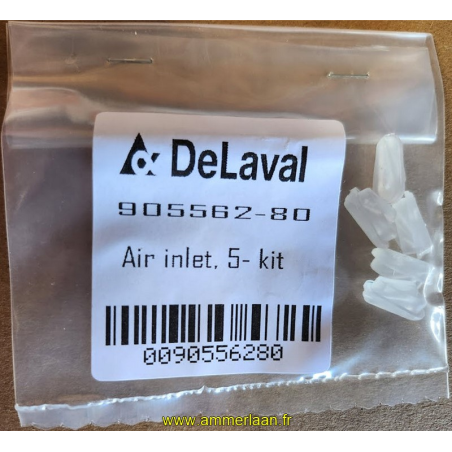 DeLaval
905562-80
Air inlet, 5- kit
0090556280
www.ammerlaan.fr